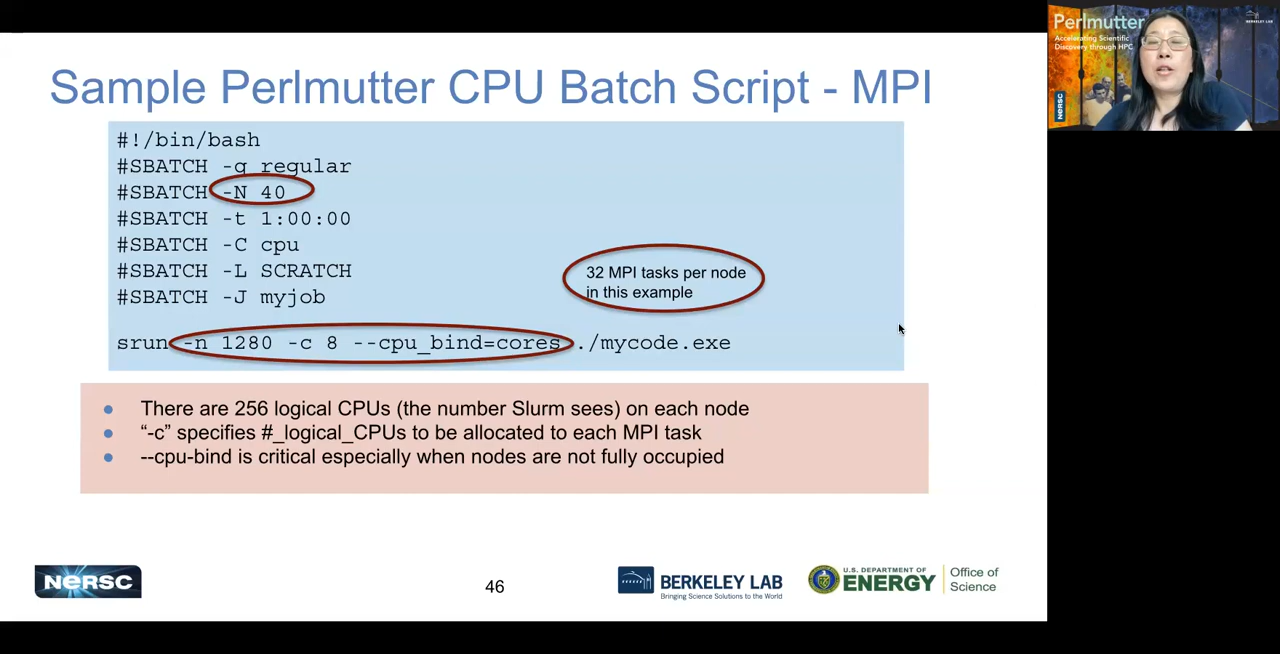 Sample Perlmutter CPU Batch Script - MPI
#!/bin/bash
#SBATCH -q regular
#SBATCH -N 40
#SBATCH -t 1:00:00
#SBATCH -C cpu
#SBATCH -L SCRATCH
#SBATCH -J myjob
32 MPI tasks per node
in this example
srun -n 1280 -c 8 --cpu_bind=cores ./mycode.exe
● There are 256 logical CPUs (the number Slurm sees) on each node
● “-c” specifies #_logical_CPUs to be allocated to each MPI task
● --cpu-bind is critical especially when nodes are not fully occupied
NERSC
46
BERKELEY LAB
Bringing Science Solutions to the World
U.S. DEPARTMENT OF
ENERGY
Office of
Science
Perlmutter
Accelerating Scientific
Discovery through HPC
BERKELEY LAB
NERSC